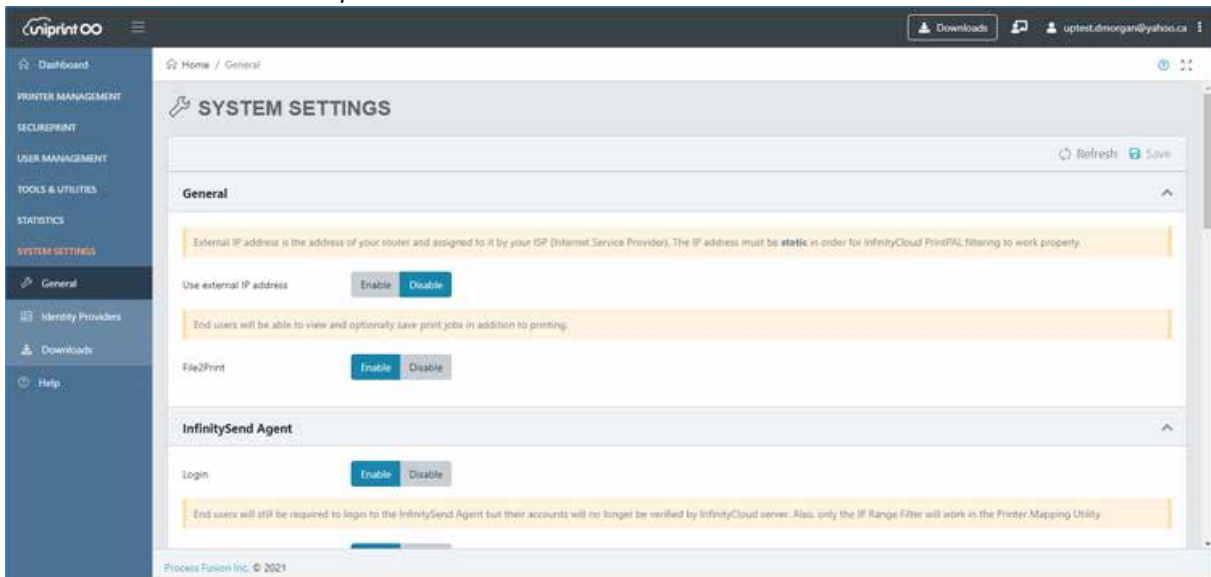 uniprint
Downloads
uptest.dmorgan@yahoo.ca
Dashboard
Home / General
PRINTER MANAGEMENT
SYSTEM SETTINGS
SECUREPRINT
USER MANAGEMENT
Refresh Save
TOOLS & UTILITIES
General
STATISTICS
SYSTEM SETTINGS
External IP address is the address of your router and assigned to it by your ISP (Internet Service Provider). The IP address must be static in order for InfinityCloud PrintPAL filtering to work properly.
General
Use external IP address Enable Disable
Identity Providers
End users will be able to view and optionally save print jobs in addition to printing.
Downloads
File2Print Enable Disable
Help
InfinitySend Agent
Login Enable Disable
End users will still be required to login to the InfinitySend Agent but their accounts will no longer be verified by InfinityCloud server. Also, only the IP Range Filter will work in the Printer Mapping Utility.
Process Fusion Inc. © 2021